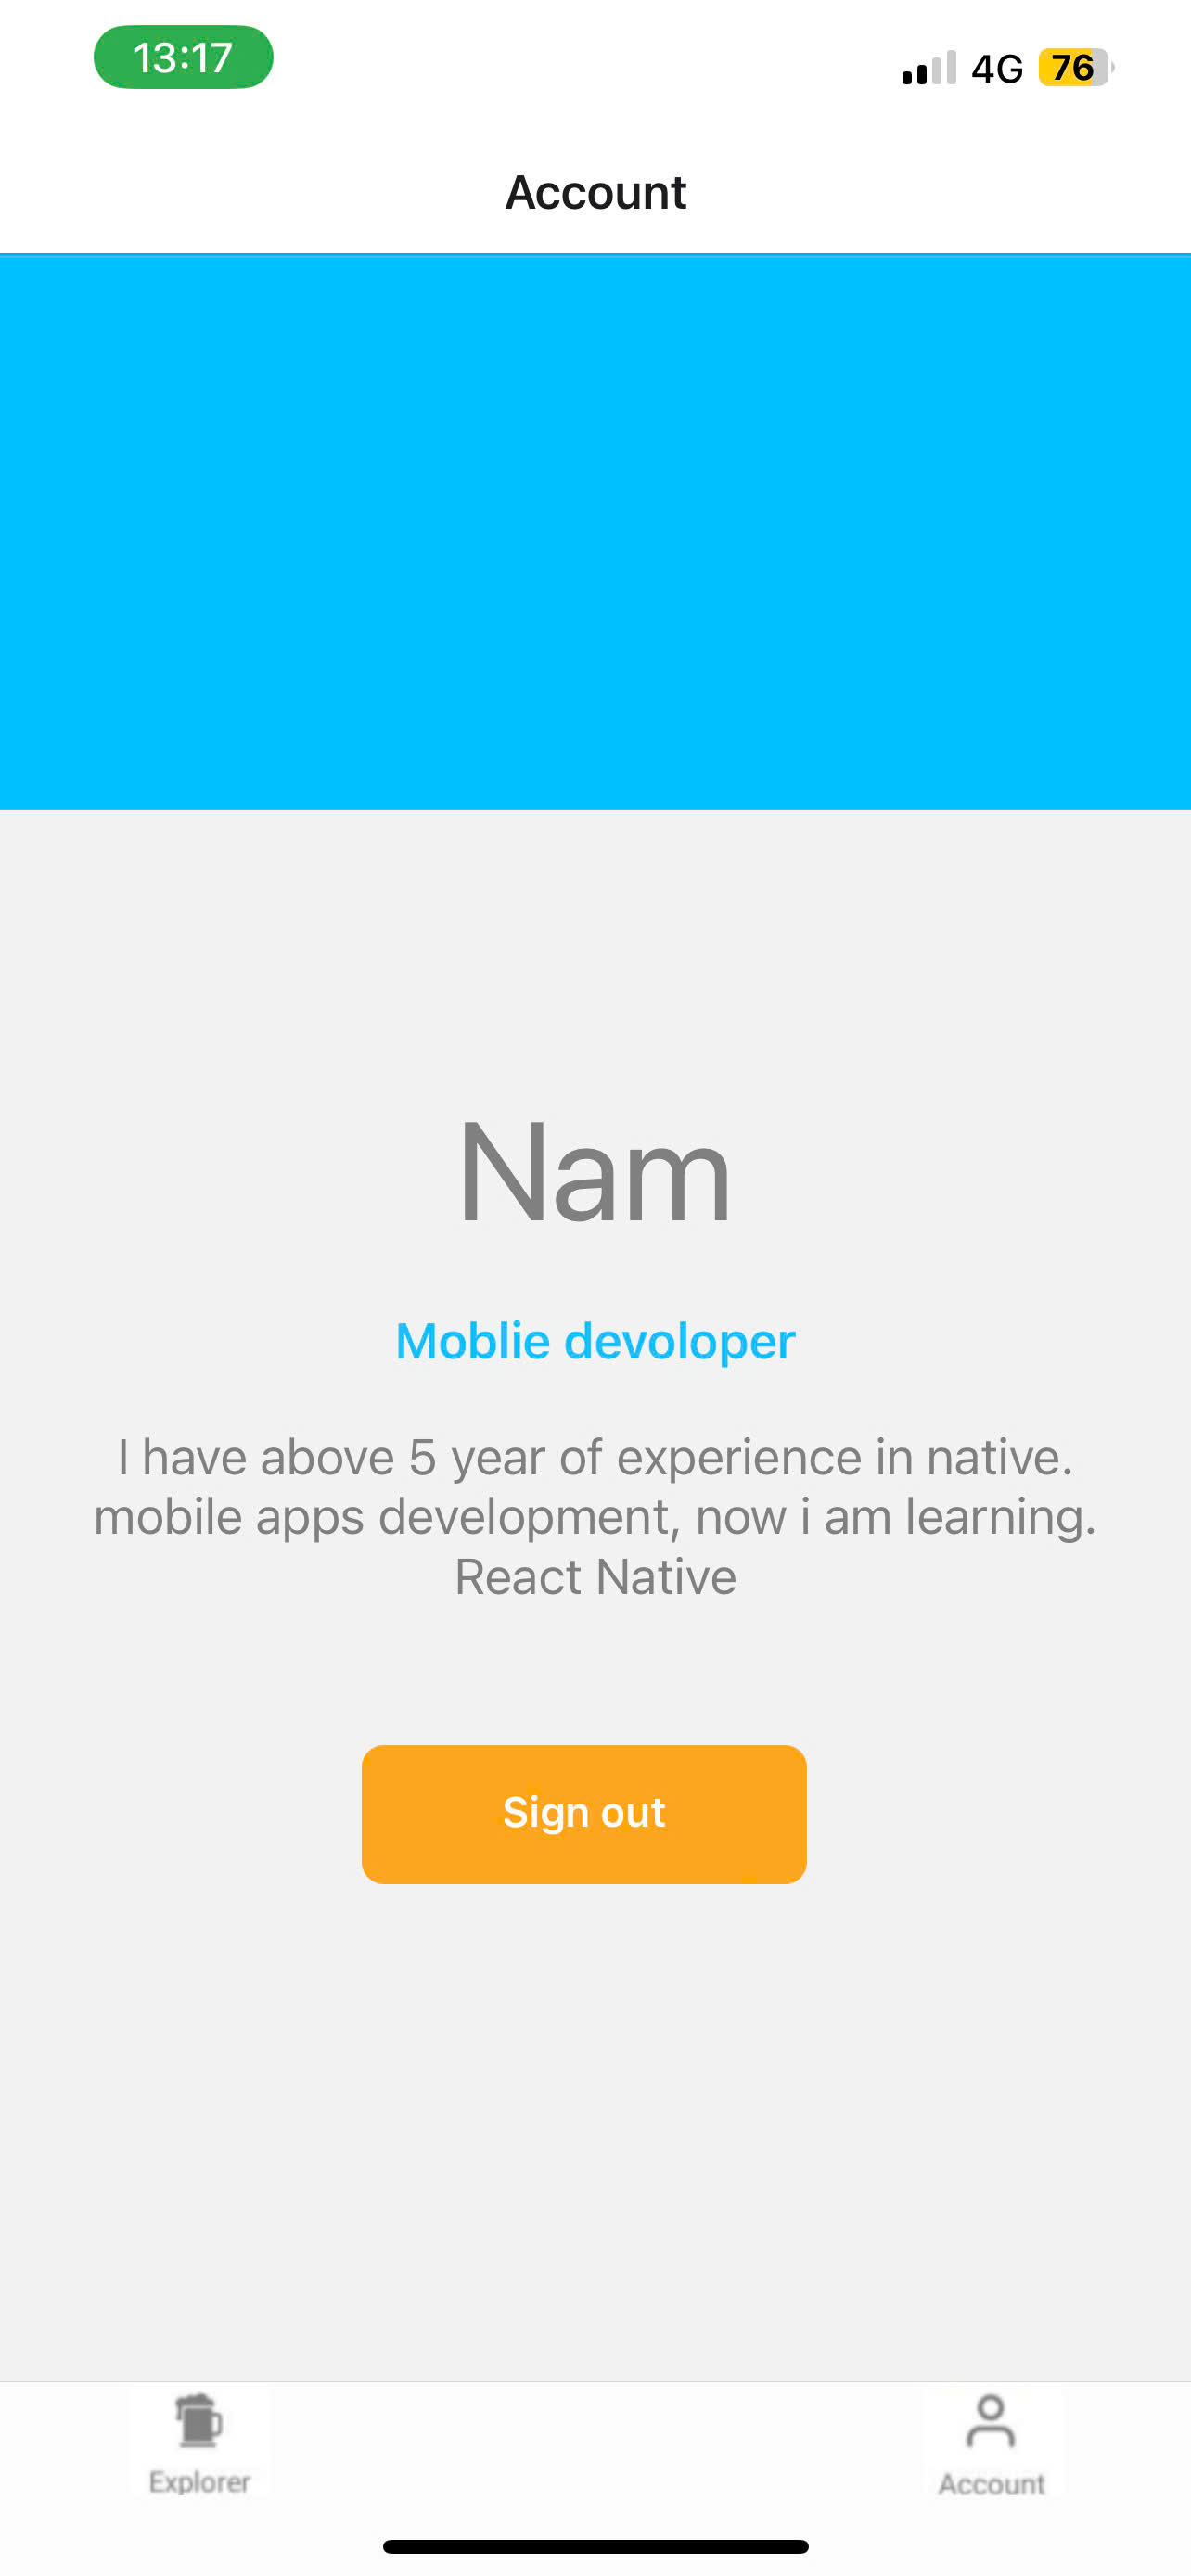 13:17
4G 76
Account
Nam
Moblie devoloper
I have above 5 year of experience in native.
mobile apps development, now i am learning.
React Native
Sign out
Explorer
Account